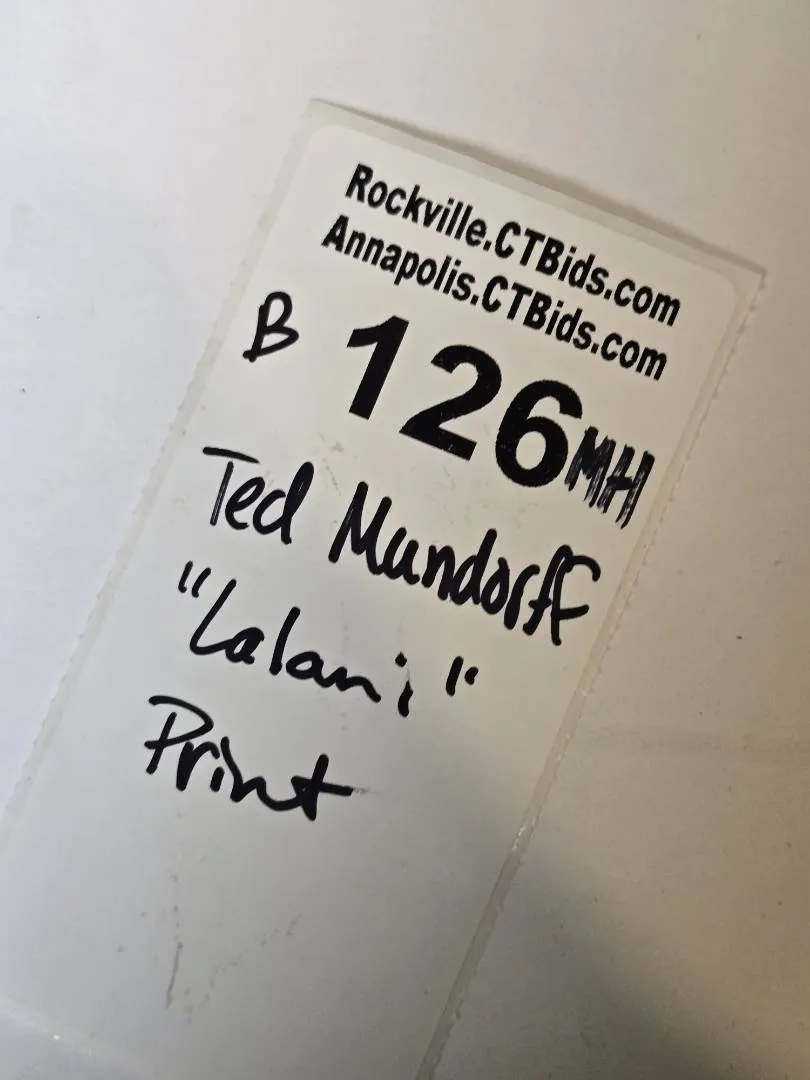 Rockville.CTBids.com
Annapolis.CTBids.com
B 126MH
Ted Mundorff
"Lalani"
Print